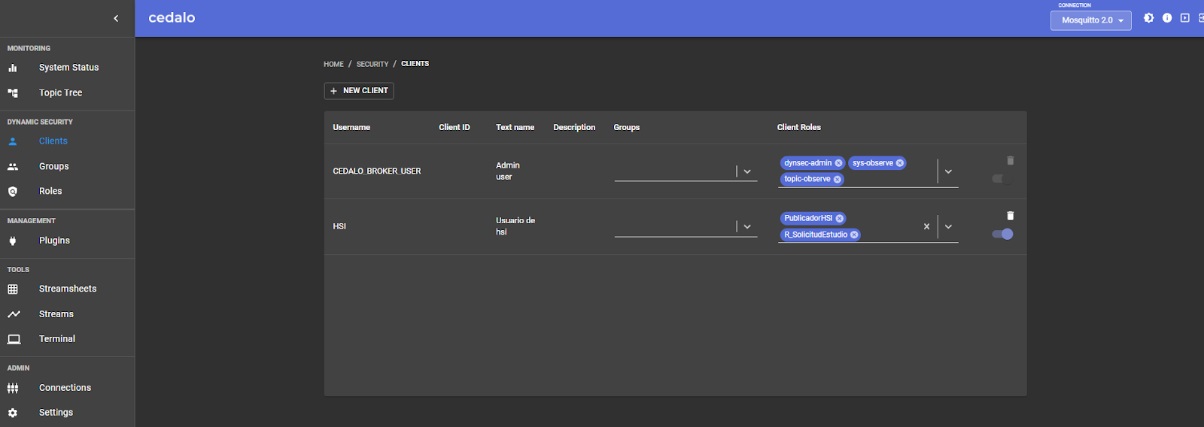 cedalo
CONNECTION
Mosquitto 2.0
MONITORING
System Status
Topic Tree
DYNAMIC SECURITY
Clients
Groups
Roles
MANAGEMENT
Plugins
TOOLS
Streamsheets
Streams
Terminal
ADMIN
Connections
Settings
HOME / SECURITY / CLIENTS
+ NEW CLIENT
Username Client ID Text name Description Groups Client Roles
CEDALO_BROKER_USER
Admin
user
dynsec-admin sys-observe
topic-observe
HSI
Usuario de
hsi
PublicadorHSI
R_SolicitudEstudio